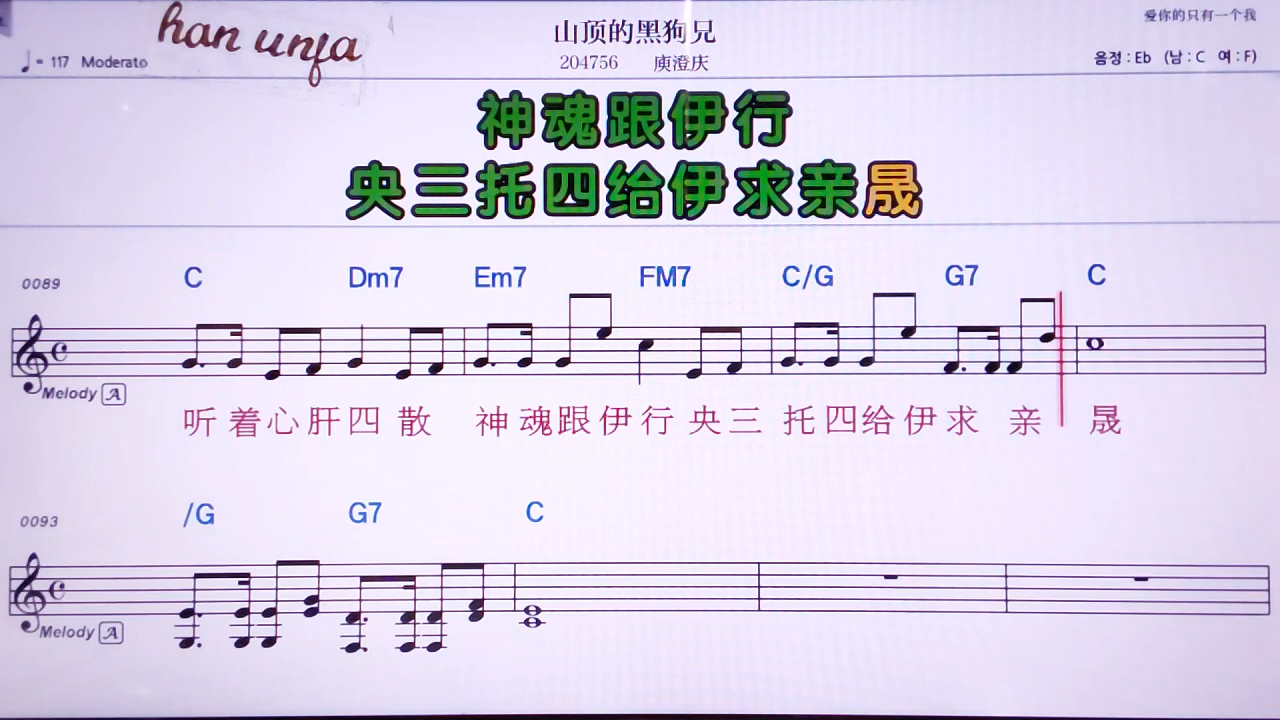 han unfa
山顶的黑狗兄
爱你的只有一个我
♩= 117 Moderato
204756 庾澄庆
음정 : Eb (남 : C 여 : F)
神魂跟伊行
央三托四给伊求亲晟
0089
C Dm7 Em7 FM7 C/G G7 C
Melody A
听着心肝四散 神魂跟伊行 央三托四给伊求亲晟
0093
/G G7 C
Melody A